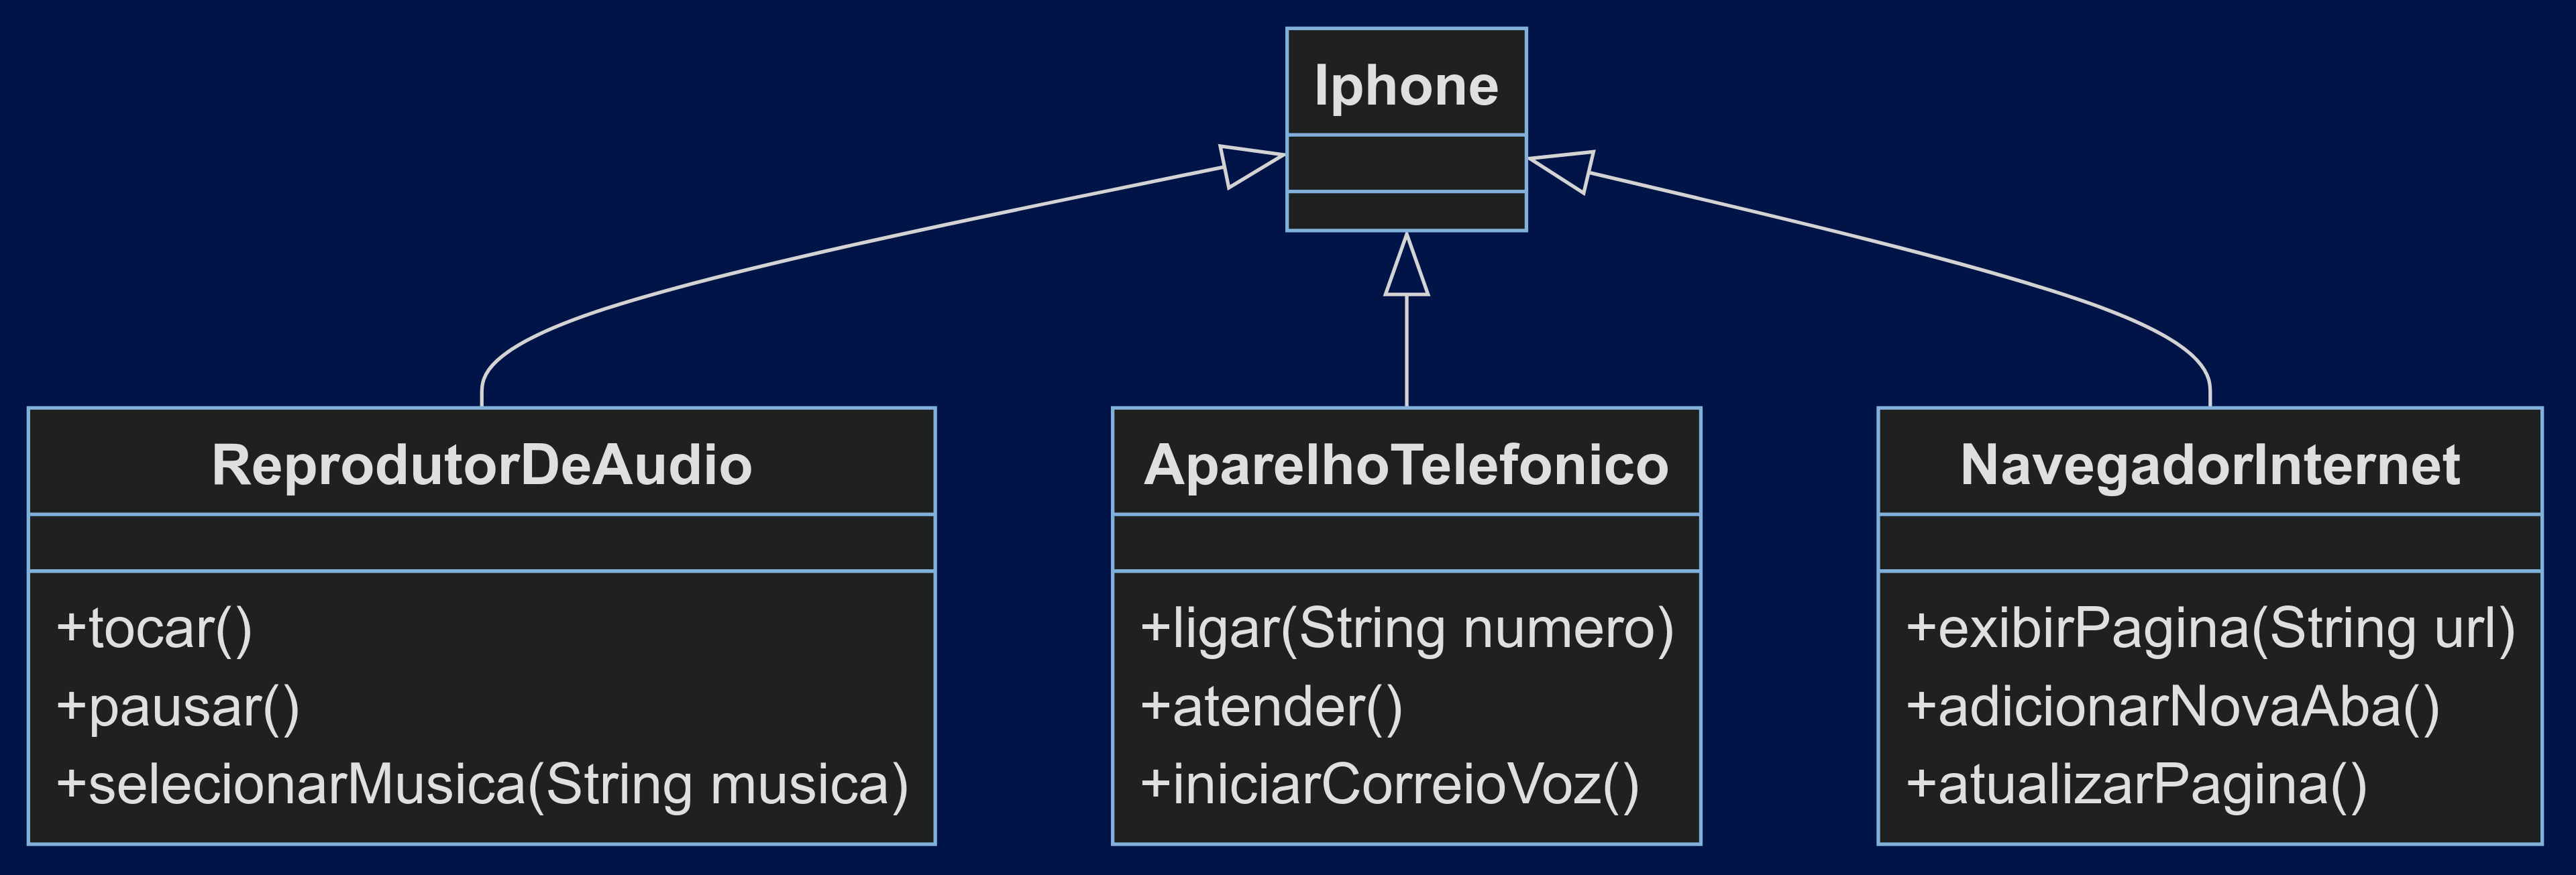 Iphone
ReprodutorDeAudio
+tocar()
+pausar()
+selecionarMusica(String musica)
AparelhoTelefonico
+ligar(String numero)
+atender()
+iniciarCorreioVoz()
NavegadorInternet
+exibirPagina(String url)
+adicionarNovaAba()
+atualizarPagina()